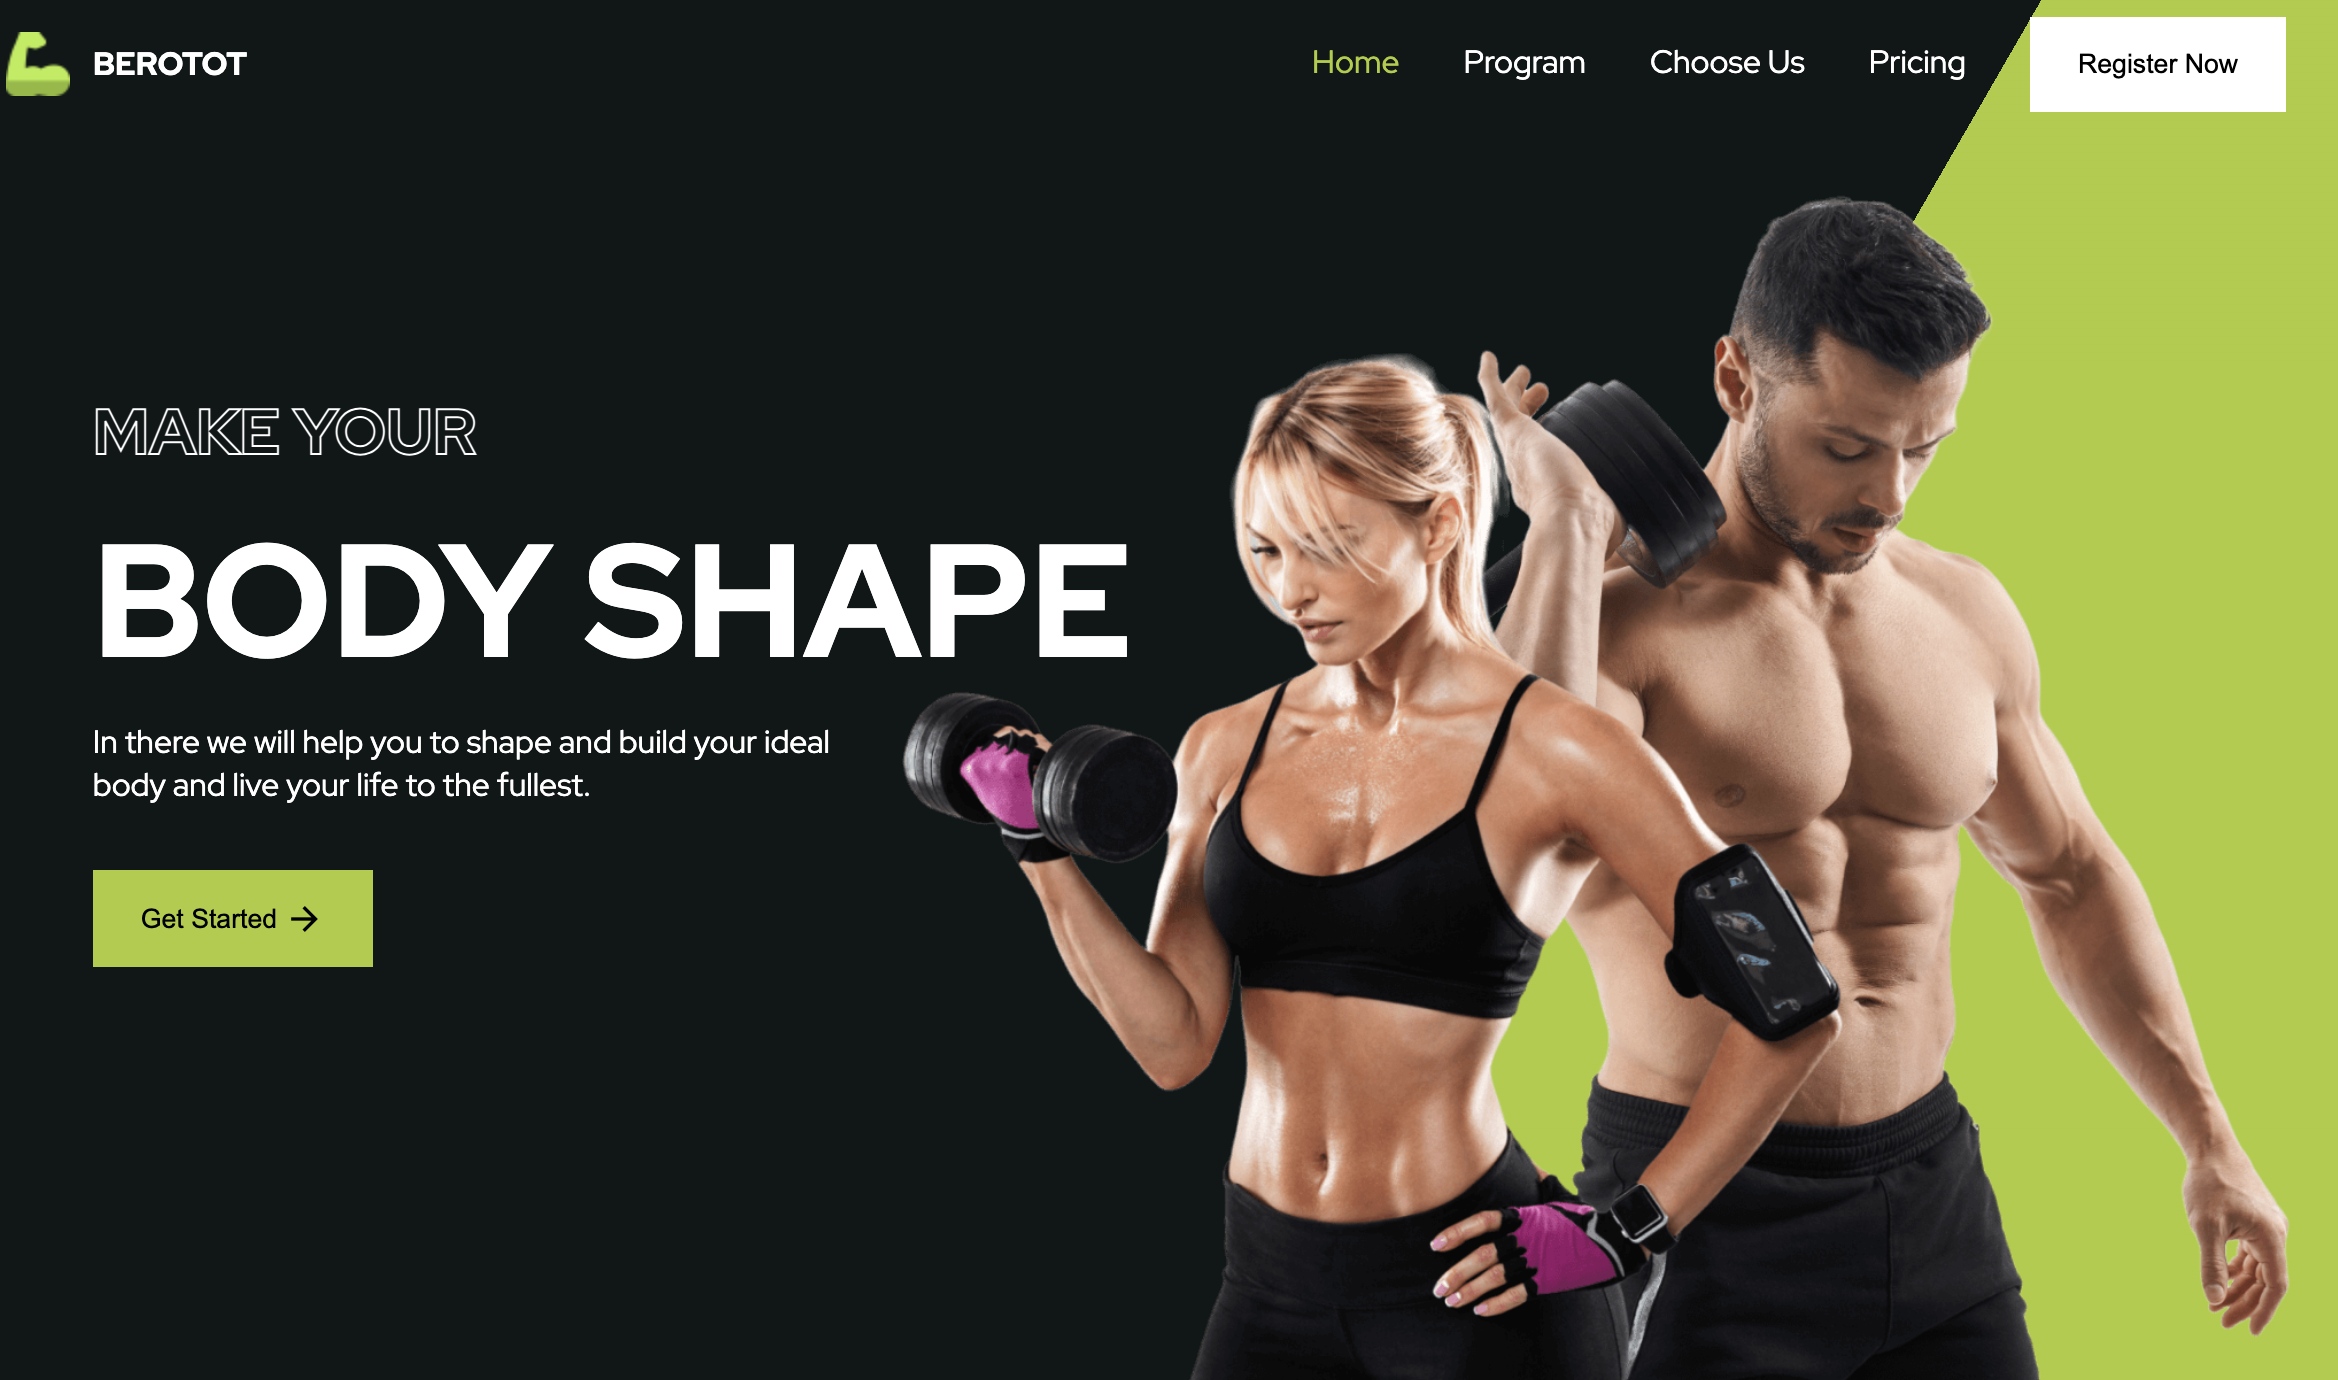 BEROTOT
Home
Program
Choose Us
Pricing
Register Now
MAKE YOUR
BODY SHAPE
In there we will help you to shape and build your ideal
body and live your life to the fullest.
Get Started